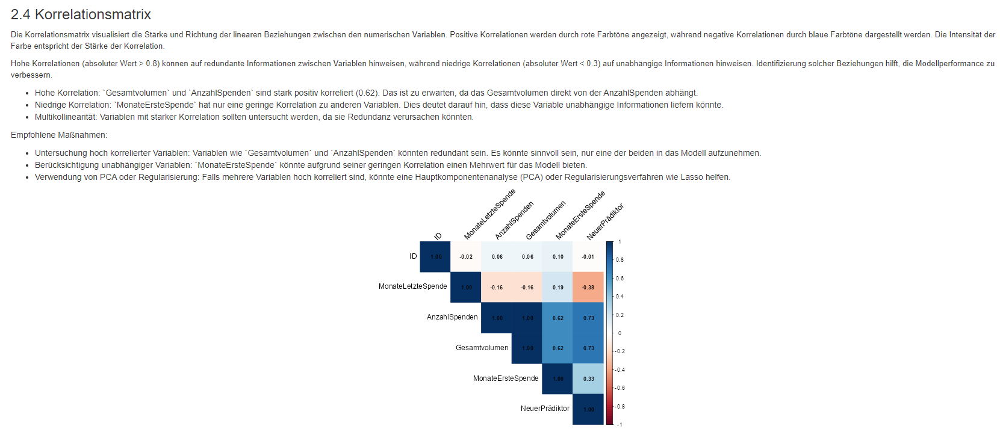 2.4 Korrelationsmatrix
Die Korrelationsmatrix visualisiert die Stärke und Richtung der linearen Beziehungen zwischen den numerischen Variablen. Positive Korrelationen werden durch rote Farbtöne angezeigt, während negative Korrelationen durch blaue Farbtöne dargestellt werden. Die Intensität der
Farbe entspricht der Stärke der Korrelation.
Hohe Korrelationen (absoluter Wert > 0.8) können auf redundante Informationen zwischen Variablen hinweisen, während niedrige Korrelationen (absoluter Wert < 0.3) auf unabhängige Informationen hinweisen. Identifizierung solcher Beziehungen hilft, die Modellperformance zu
verbessern.
• Hohe Korrelation: `Gesamtvolumen` und `AnzahlSpenden` sind stark positiv korreliert (0.62). Das ist zu erwarten, da das Gesamtvolumen direkt von der AnzahlSpenden abhängt.
• Niedrige Korrelation: `MonateErsteSpende` hat nur eine geringe Korrelation zu anderen Variablen. Dies deutet darauf hin, dass diese Variable unabhängige Informationen liefern könnte.
• Multikollinearität: Variablen mit starker Korrelation sollten untersucht werden, da sie Redundanz verursachen könnten.
Empfohlene Maßnahmen:
• Untersuchung hoch korrelierter Variablen: Variablen wie `Gesamtvolumen` und `AnzahlSpenden` könnten redundant sein. Es könnte sinnvoll sein, nur eine der beiden in das Modell aufzunehmen.
• Berücksichtigung unabhängiger Variablen: `MonateErsteSpende` könnte aufgrund seiner geringen Korrelation einen Mehrwert für das Modell bieten.
• Verwendung von PCA oder Regularisierung: Falls mehrere Variablen hoch korreliert sind, könnte eine Hauptkomponentenanalyse (PCA) oder Regularisierungsverfahren wie Lasso helfen.
ID MonateLetzteSpende AnzahlSpenden Gesamtvolumen MonateErsteSpende NeuerPrädiktor
ID 1.00 -0.02 0.06 0.06 0.10 -0.01
MonateLetzteSpende 1.00 -0.16 -0.16 0.19 -0.38
AnzahlSpenden 1.00 1.00 0.62 0.73
Gesamtvolumen 1.00 0.62 0.73
MonateErsteSpende 1.00 0.33
NeuerPrädiktor 1.00
1
0.8
0.6
0.4
0.2
0
-0.2
-0.4
-0.6
-0.8
-1